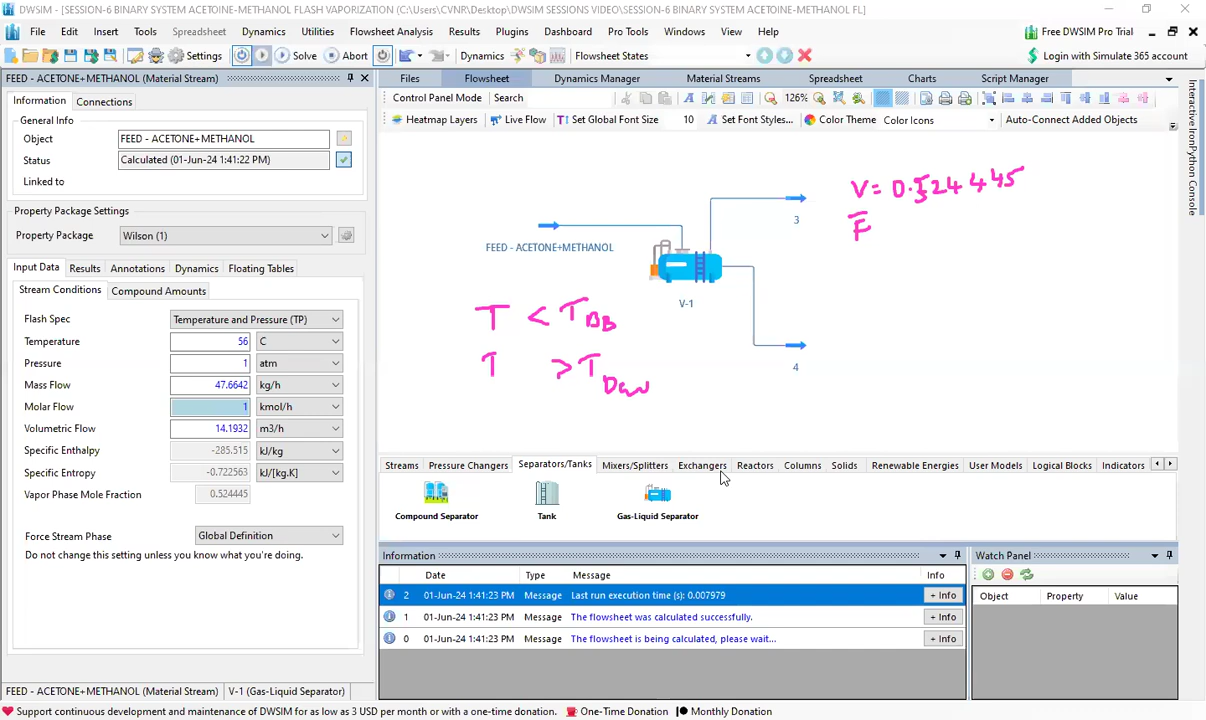 DWSIM - [SESSION-6 BINARY SYSTEM ACETOINE-METHANOL FLASH VAPORIZATION (C:\Users\CVNR\Desktop\DWSIM SESSIONS VIDEO\SESSION-6 BINARY SYSTEM ACETOINE-METHANOL FL]
File Edit Insert Tools Spreadsheet Dynamics Utilities Flowsheet Analysis Results Plugins Dashboard Pro Tools Windows View Help Free DWSIM Pro Trial
Settings Solve Abort Dynamics Flowsheet States Login with Simulate 365 account
FEED - ACETONE+METHANOL (Material Stream)
Files Flowsheet Dynamics Manager Material Streams Spreadsheet Charts Script Manager
Information Connections
Control Panel Mode Search 126%
Heatmap Layers Live Flow Set Global Font Size 10 Set Font Styles... Color Theme Color Icons Auto-Connect Added Objects
General Info
Object FEED - ACETONE+METHANOL
Status Calculated (01-Jun-24 1:41:22 PM)
Linked to
Property Package Settings
Property Package Wilson (1)
Input Data Results Annotations Dynamics Floating Tables
Stream Conditions Compound Amounts
Flash Spec Temperature and Pressure (TP)
Temperature 56 C
Pressure 1 atm
Mass Flow 47.6642 kg/h
Molar Flow 1 kmol/h
Volumetric Flow 14.1932 m3/h
Specific Enthalpy -285.515 kJ/kg
Specific Entropy -0.722563 kJ/[kg.K]
Vapor Phase Mole Fraction 0.524445
Force Stream Phase Global Definition
Do not change this setting unless you know what you're doing.
V = 0.524445
F
3
FEED - ACETONE+METHANOL
V-1
T < TBB
T > TDew
4
Streams Pressure Changers Separators/Tanks Mixers/Splitters Exchangers Reactors Columns Solids Renewable Energies User Models Logical Blocks Indicators
Compound Separator Tank Gas-Liquid Separator
Information
Date Type Message Info
2 01-Jun-24 1:41:23 PM Message Last run execution time (s): 0.007979 + Info
1 01-Jun-24 1:41:23 PM Message The flowsheet was calculated successfully. + Info
0 01-Jun-24 1:41:23 PM Message The flowsheet is being calculated, please wait... + Info
Watch Panel
Object Property Value
Interactive IronPython Console
FEED - ACETONE+METHANOL (Material Stream) V-1 (Gas-Liquid Separator)
Support continuous development and maintenance of DWSIM for as low as 3 USD per month or with a one-time donation. One-Time Donation Monthly Donation